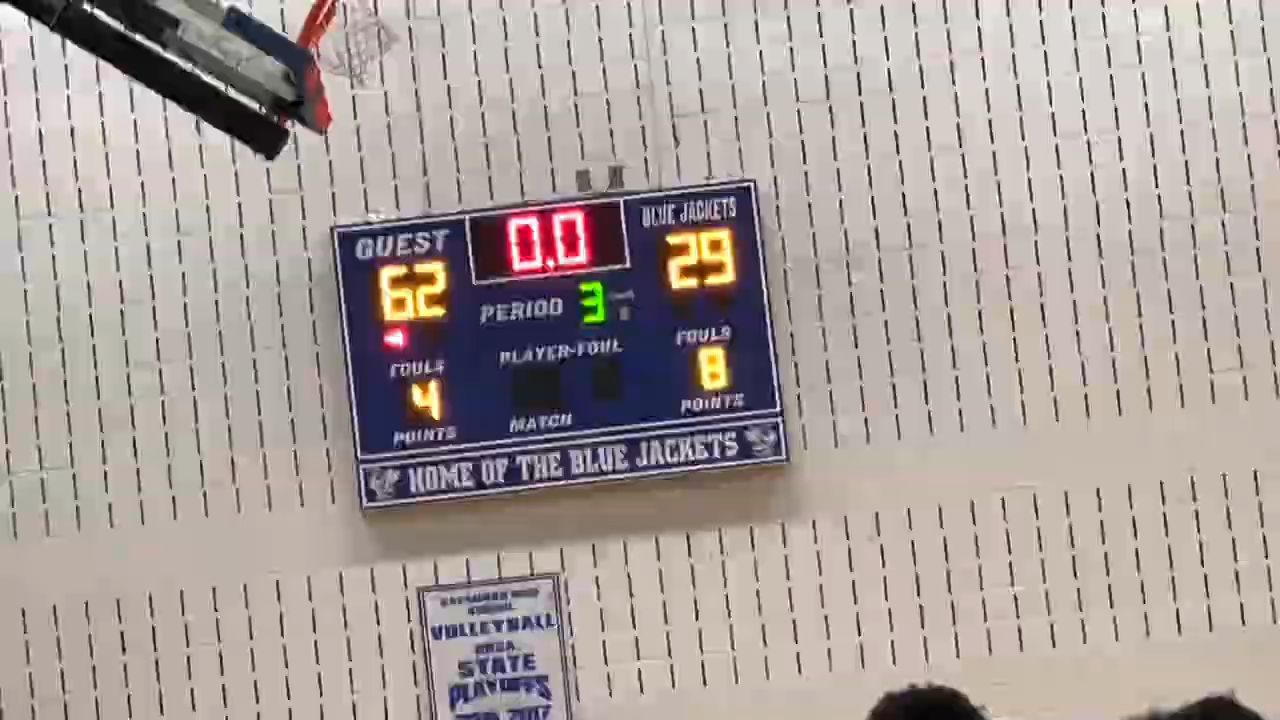 GUEST
0.0
BLUE JACKETS
62
29
PERIOD 3
FOULS
PLAYER-FOUL
FOULS
4
8
POINTS
MATCH
POINTS
HOME OF THE BLUE JACKETS
VOLLEYBALL
STATE
PLAYOFFS